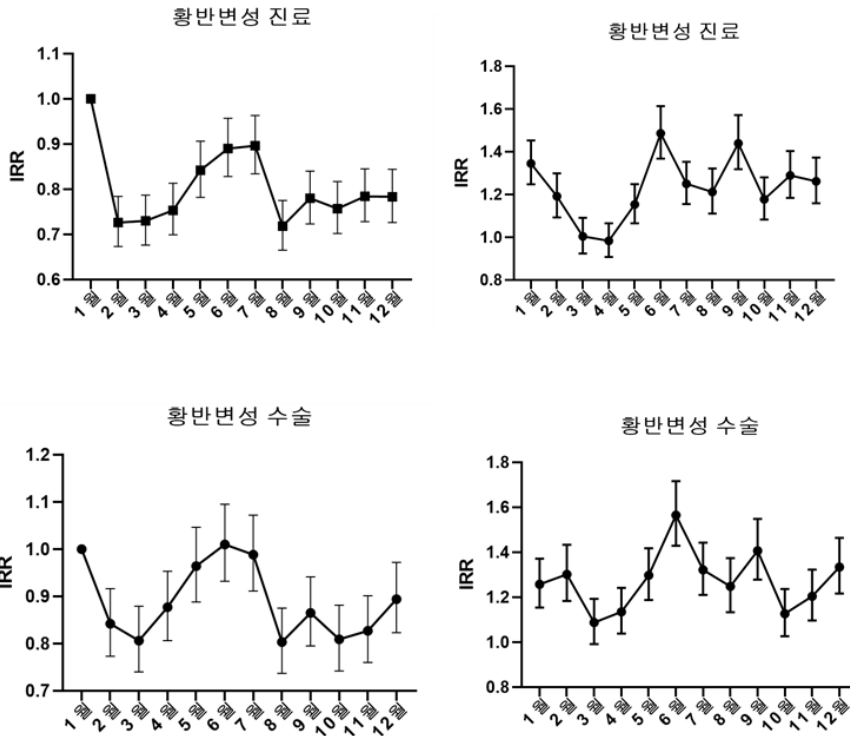 황반변성 진료
IRR
1.1
1.0
0.9
0.8
0.7
0.6
1월
2월
3월
4월
5월
6월
7월
8월
9월
10월
11월
12월
황반변성 진료
IRR
1.8
1.6
1.4
1.2
1.0
0.8
1월
2월
3월
4월
5월
6월
7월
8월
9월
10월
11월
12월
황반변성 수술
IRR
1.2
1.1
1.0
0.9
0.8
0.7
1월
2월
3월
4월
5월
6월
7월
8월
9월
10월
11월
12월
황반변성 수술
IRR
1.8
1.6
1.4
1.2
1.0
0.8
1월
2월
3월
4월
5월
6월
7월
8월
9월
10월
11월
12월